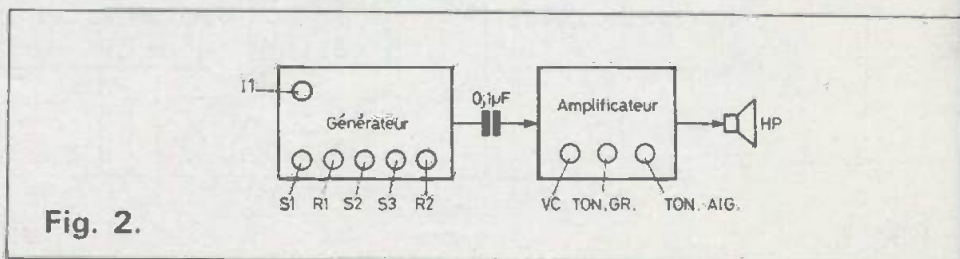 I1
Générateur
S1 R1 S2 S3 R2
0,1µF
Amplificateur
VC TON. GR. TON. AIG.
HP
Fig. 2.